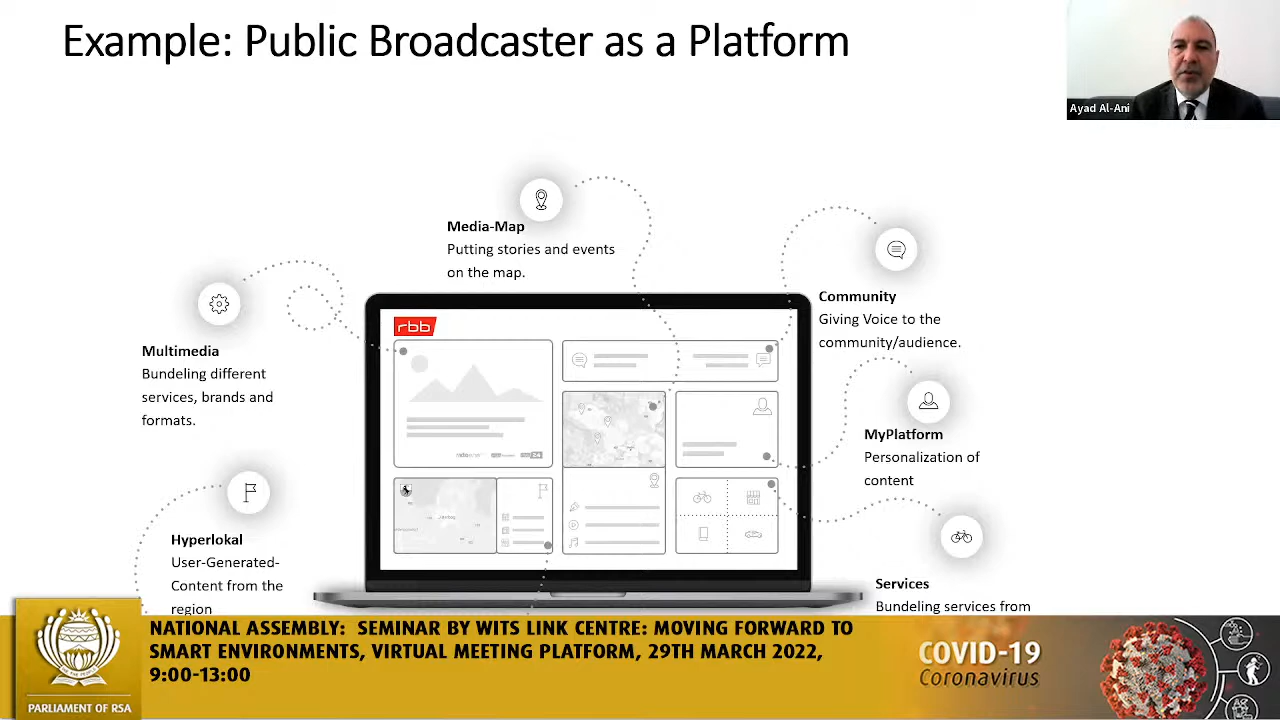 Example: Public Broadcaster as a Platform
Ayad Al-Ani
Media-Map
Putting stories and events
on the map.
Community
Giving Voice to the
community/audience.
Multimedia
Bundeling different
services, brands and
formats.
rbb
MyPlatform
Personalization of
content
Hyperlokal
User-Generated-
Content from the
region
Services
Bundeling services from
NATIONAL ASSEMBLY: SEMINAR BY WITS LINK CENTRE: MOVING FORWARD TO
SMART ENVIRONMENTS, VIRTUAL MEETING PLATFORM, 29TH MARCH 2022,
9:00-13:00
PARLIAMENT OF RSA
COVID-19
Coronavirus